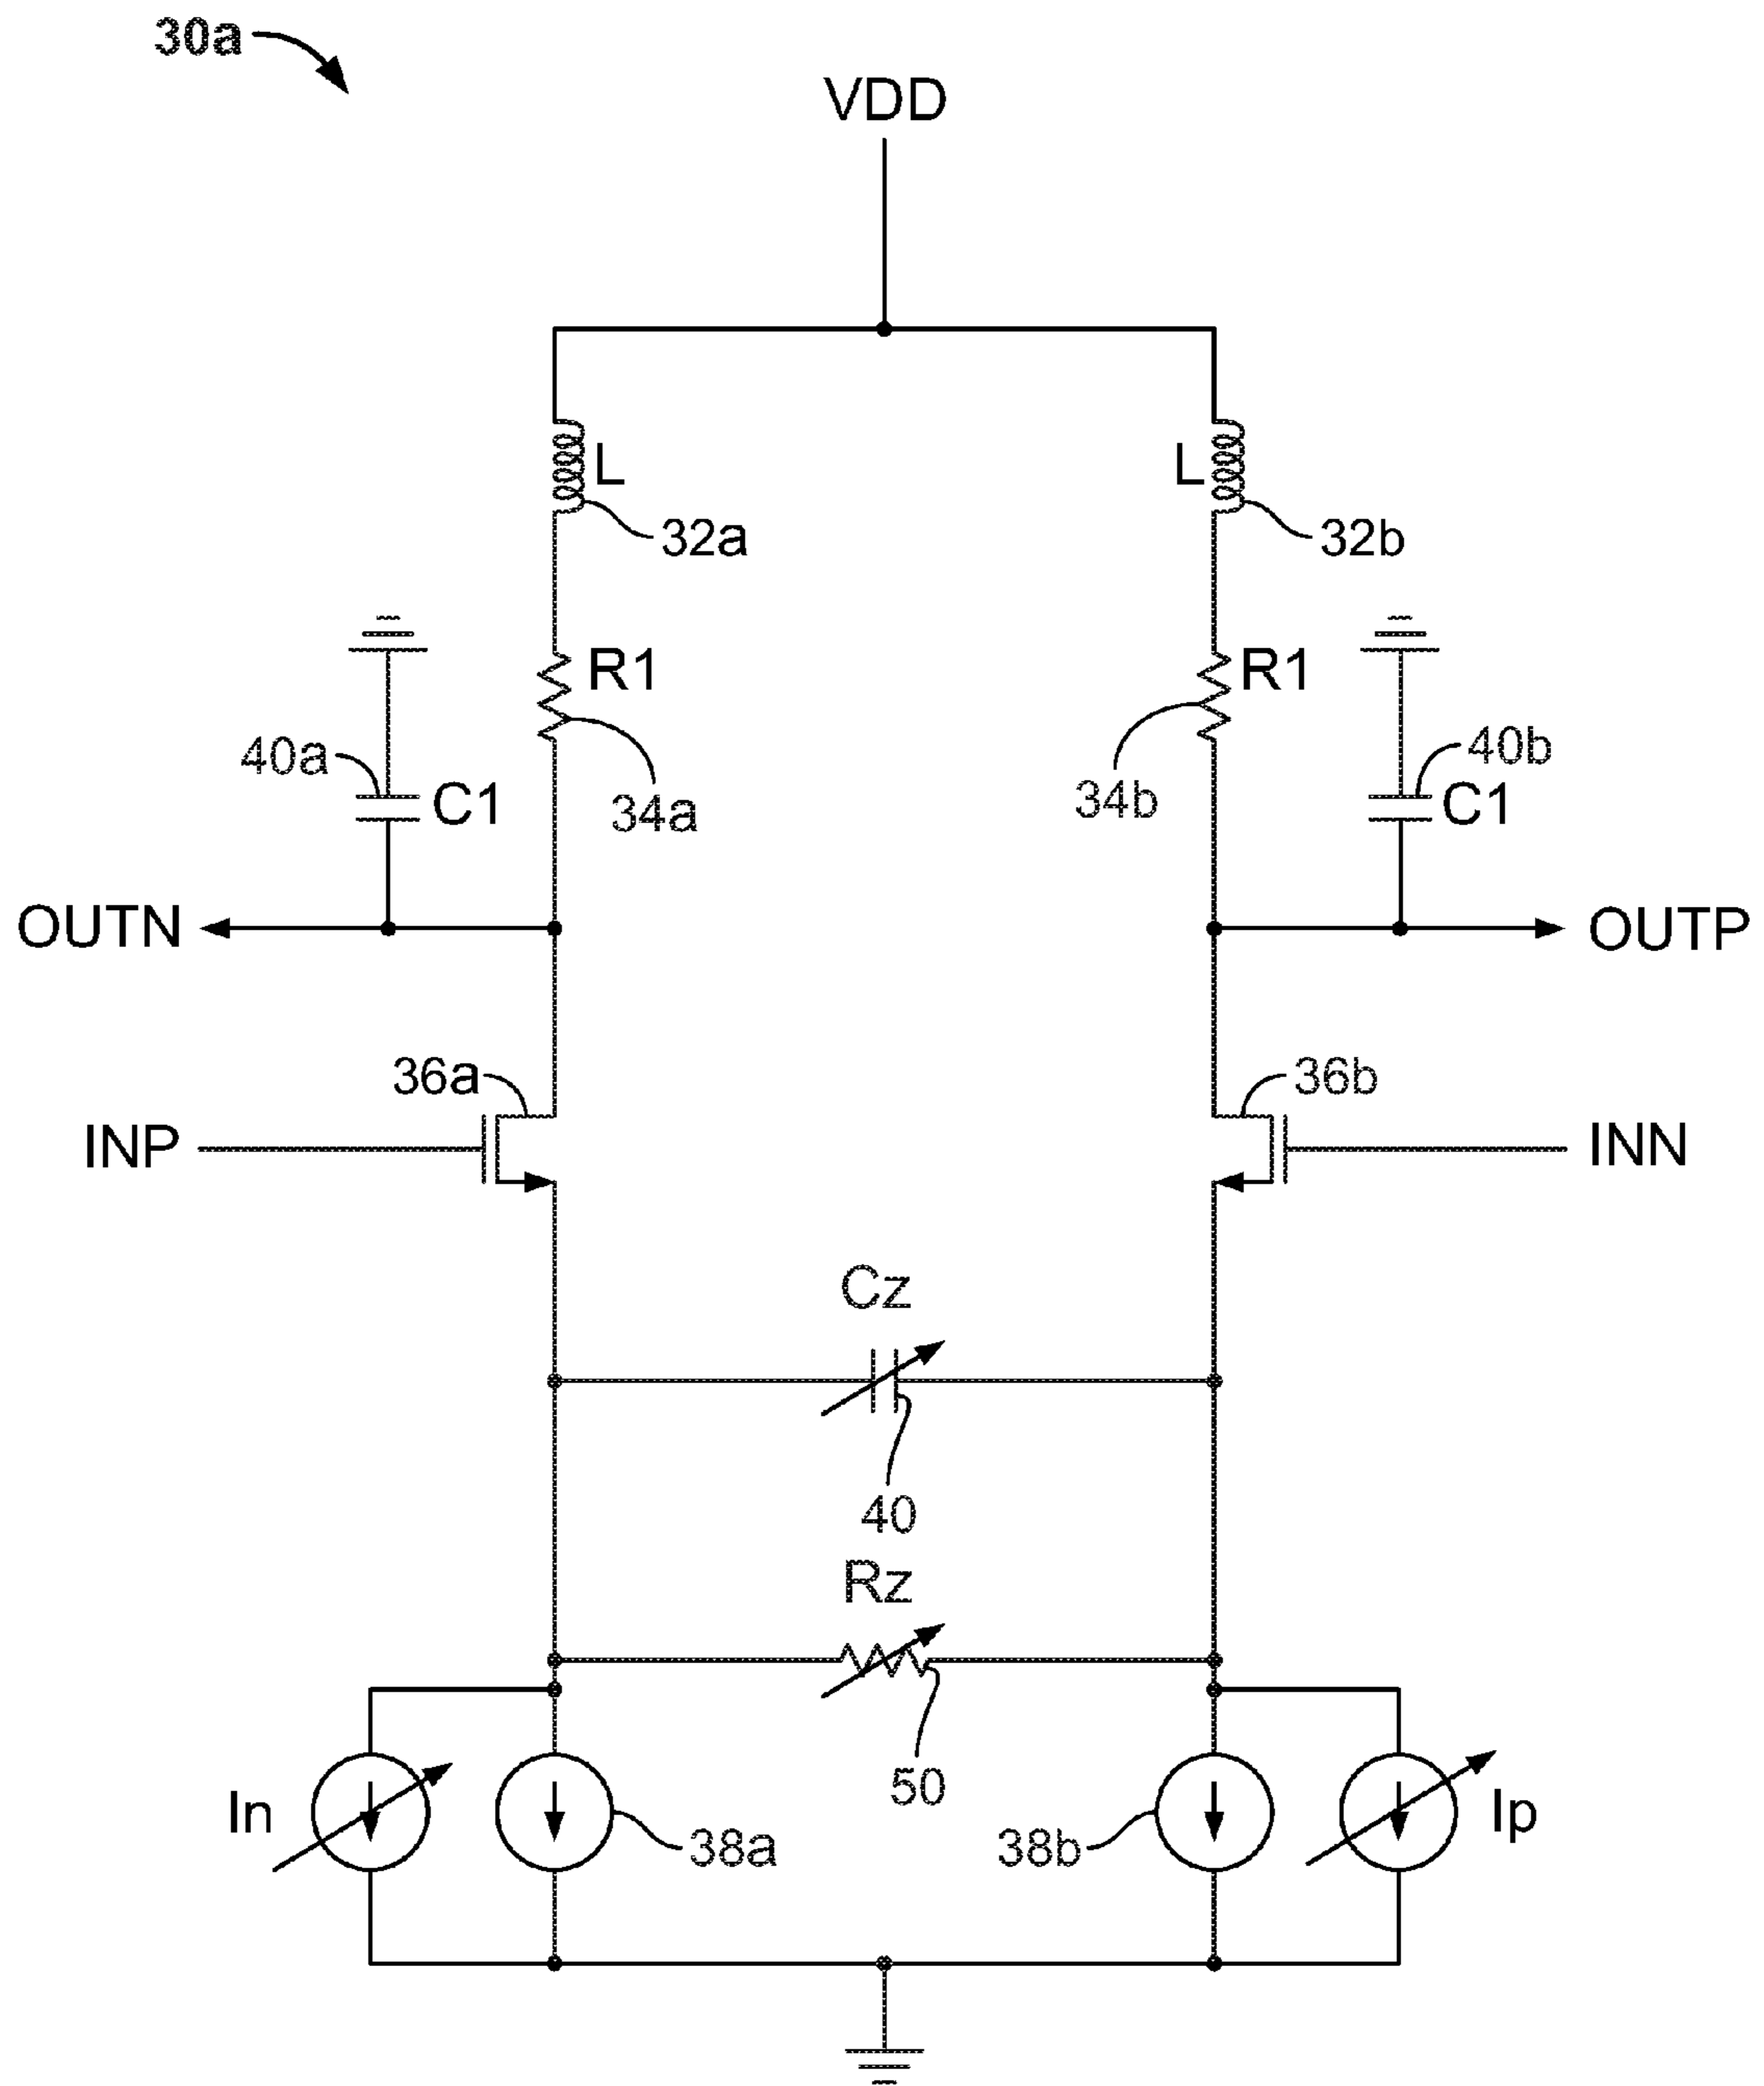 30a
VDD
L L
32a 32b
R1 R1
40a 40b
34a C1 34b C1
OUTN OUTP
36a 36b
INP INN
Cz
40
Rz
50
In 38a 38b Ip